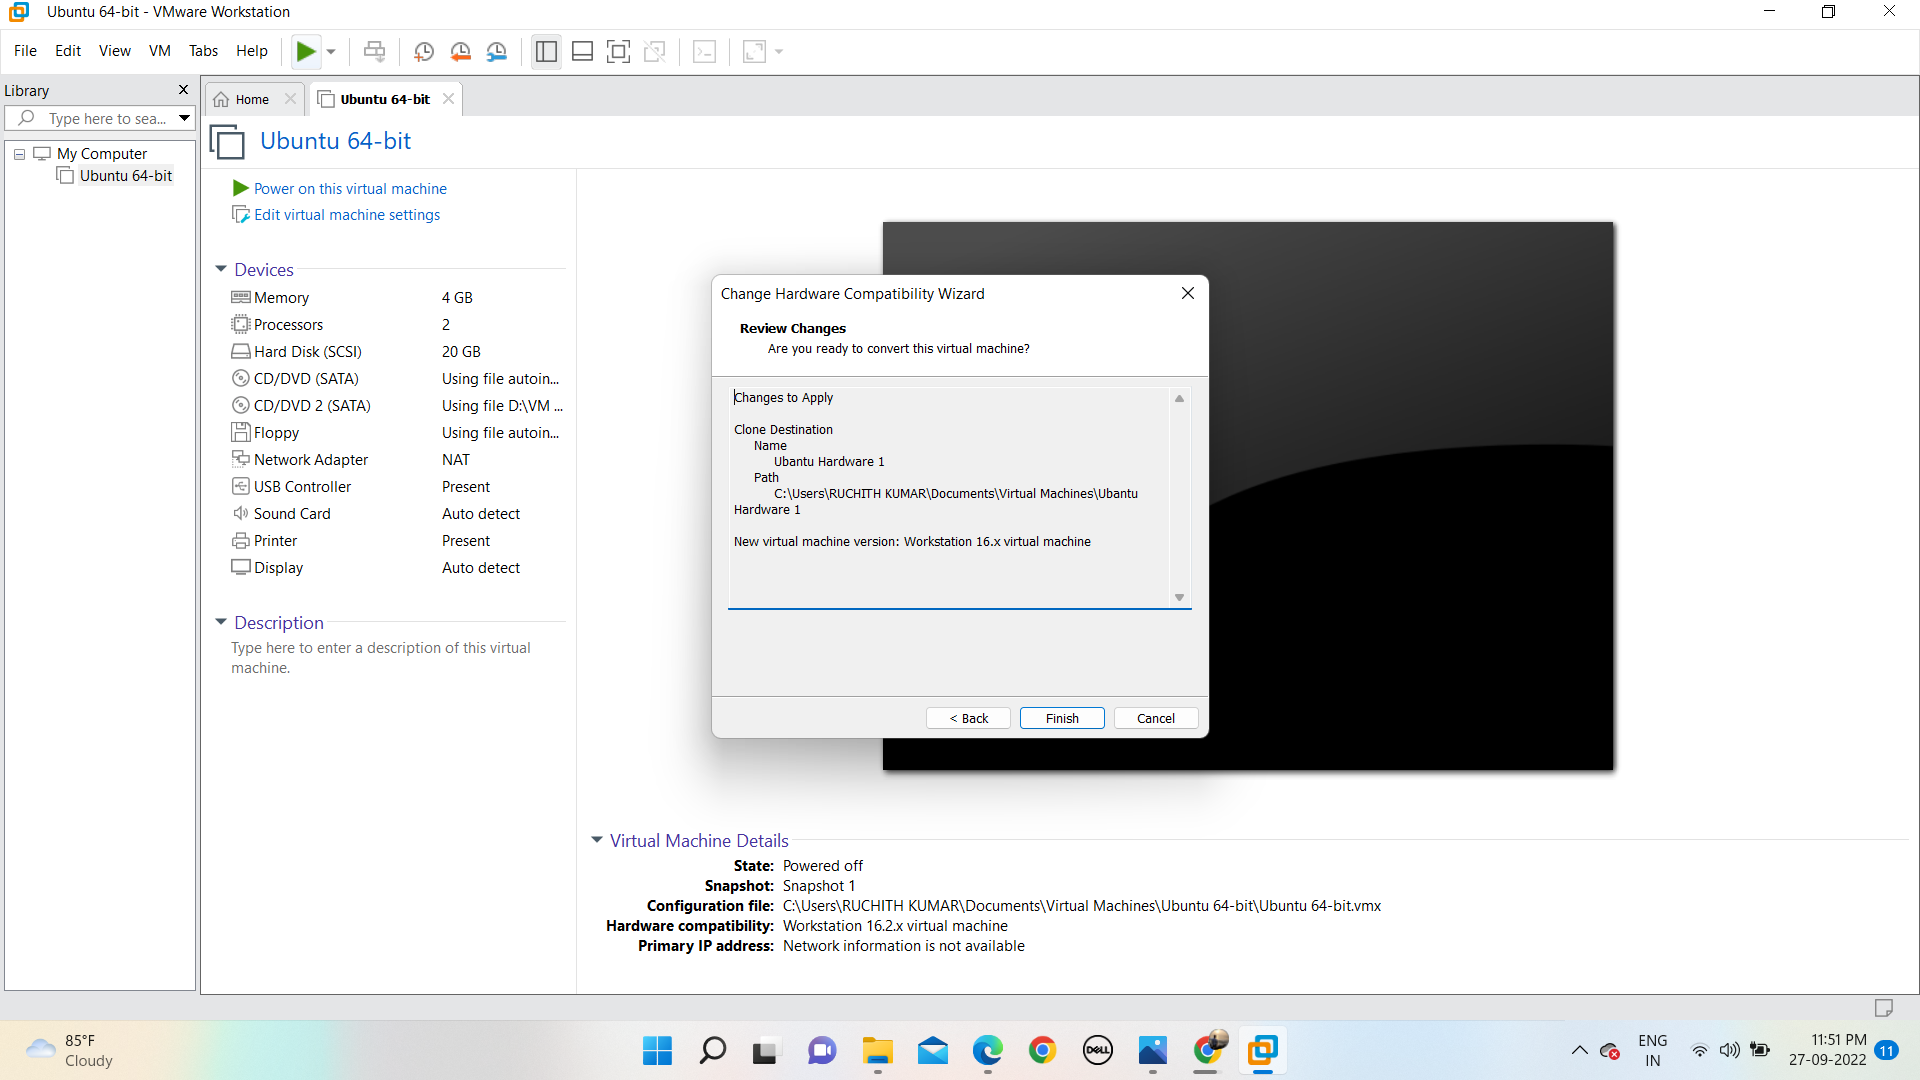 Ubuntu 64-bit - VMware Workstation
File Edit View VM Tabs Help
Library
Type here to sea...
My Computer
Ubuntu 64-bit
Home
Ubuntu 64-bit
Ubuntu 64-bit
Power on this virtual machine
Edit virtual machine settings
Devices
Memory 4 GB
Processors 2
Hard Disk (SCSI) 20 GB
CD/DVD (SATA) Using file autoin...
CD/DVD 2 (SATA) Using file D:\VM ...
Floppy Using file autoin...
Network Adapter NAT
USB Controller Present
Sound Card Auto detect
Printer Present
Display Auto detect
Description
Type here to enter a description of this virtual
machine.
Change Hardware Compatibility Wizard
Review Changes
Are you ready to convert this virtual machine?
Changes to Apply
Clone Destination
Name
Ubantu Hardware 1
Path
C:\Users\RUCHITH KUMAR\Documents\Virtual Machines\Ubantu
Hardware 1
New virtual machine version: Workstation 16.x virtual machine
< Back Finish Cancel
Virtual Machine Details
State: Powered off
Snapshot: Snapshot 1
Configuration file: C:\Users\RUCHITH KUMAR\Documents\Virtual Machines\Ubuntu 64-bit\Ubuntu 64-bit.vmx
Hardware compatibility: Workstation 16.2.x virtual machine
Primary IP address: Network information is not available
85°F
Cloudy
DELL
ENG
IN
11:51 PM
27-09-2022
11